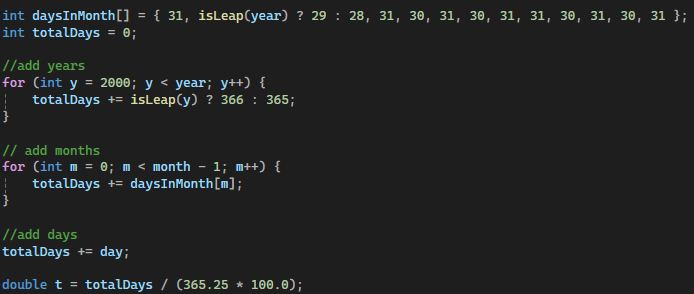 int daysInMonth[] = { 31, isLeap(year) ? 29 : 28, 31, 30, 31, 30, 31, 31, 30, 31, 30, 31 };
int totalDays = 0;

//add years
for (int y = 2000; y < year; y++) {
    totalDays += isLeap(y) ? 366 : 365;
}

// add months
for (int m = 0; m < month - 1; m++) {
    totalDays += daysInMonth[m];
}

//add days
totalDays += day;

double t = totalDays / (365.25 * 100.0);